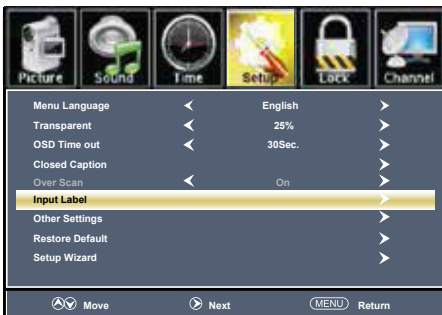 Picture Sound Time Setup Lock Channel
Menu Language English
Transparent 25%
OSD Time out 30Sec.
Closed Caption
Over Scan On
Input Label
Other Settings
Restore Default
Setup Wizard
Move Next MENU Return